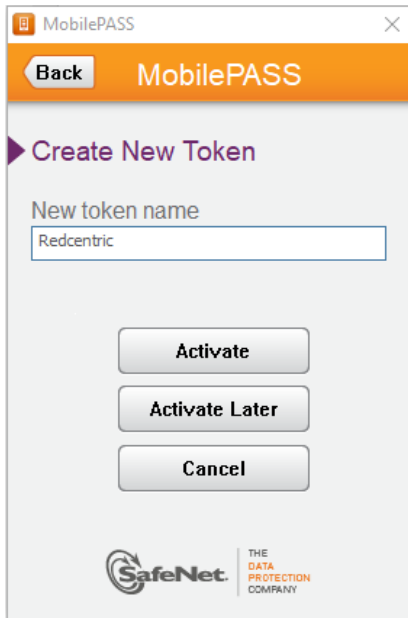 MobilePASS
Back
MobilePASS
Create New Token
New token name
Redcentric
Activate
Activate Later
Cancel
SafeNet.
THE
DATA
PROTECTION
COMPANY